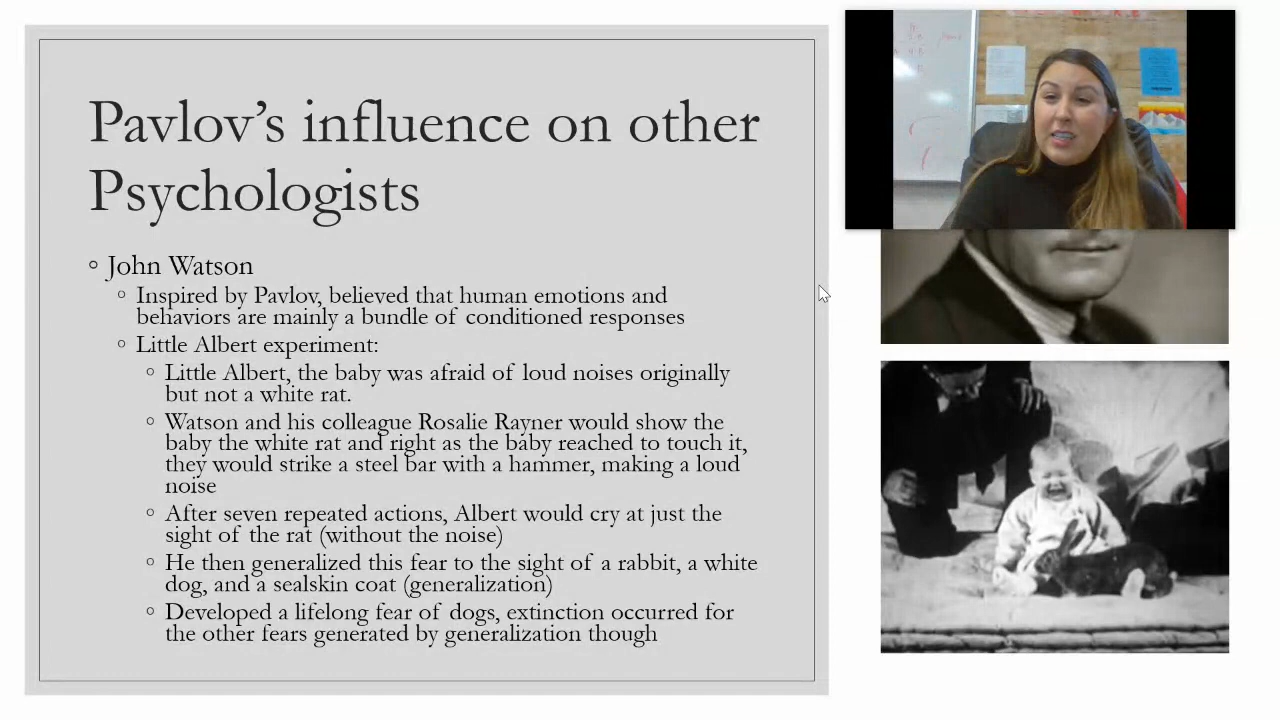 Pavlov's influence on other
Psychologists
◦ John Watson
◦ Inspired by Pavlov, believed that human emotions and
behaviors are mainly a bundle of conditioned responses
◦ Little Albert experiment:
◦ Little Albert, the baby was afraid of loud noises originally
but not a white rat.
◦ Watson and his colleague Rosalie Rayner would show the
baby the white rat and right as the baby reached to touch it,
they would strike a steel bar with a hammer, making a loud
noise
◦ After seven repeated actions, Albert would cry at just the
sight of the rat (without the noise)
◦ He then generalized this fear to the sight of a rabbit, a white
dog, and a sealskin coat (generalization)
◦ Developed a lifelong fear of dogs, extinction occurred for
the other fears generated by generalization though